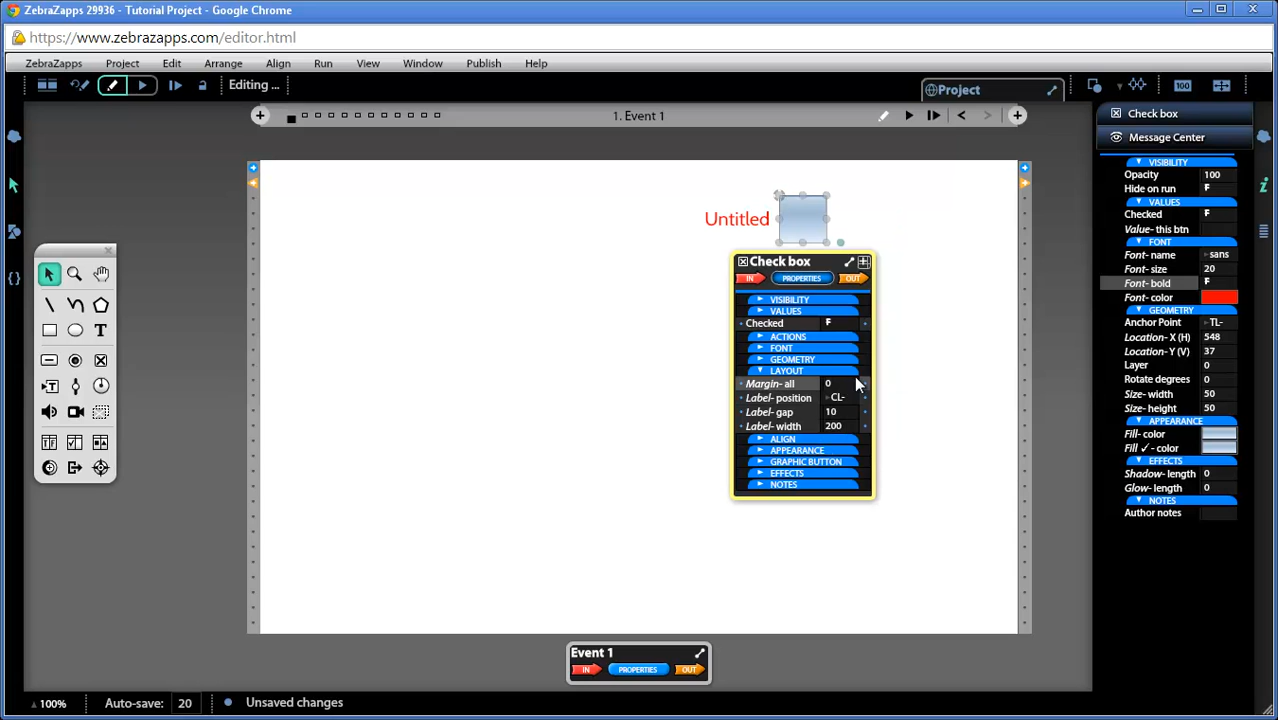 ZebraZapps 29936 - Tutorial Project - Google Chrome
https://www.zebrazapps.com/editor.html
ZebraZapps Project Edit Arrange Align Run View Window Publish Help
Editing ...
Project
100
1. Event 1
Untitled
Check box
IN PROPERTIES OUT
VISIBILITY
VALUES
Checked F
ACTIONS
FONT
GEOMETRY
LAYOUT
Margin- all 0
Label- position CL-
Label- gap 10
Label- width 200
ALIGN
APPEARANCE
GRAPHIC BUTTON
EFFECTS
NOTES
Event 1
IN PROPERTIES OUT
Check box
Message Center
VISIBILITY
Opacity 100
Hide on run F
VALUES
Checked F
Value- this btn
FONT
Font- name sans
Font- size 20
Font- bold F
Font- color
GEOMETRY
Anchor Point TL-
Location- X (H) 548
Location- Y (V) 37
Layer 0
Rotate degrees 0
Size- width 50
Size- height 50
APPEARANCE
Fill- color
Fill ✓- color
EFFECTS
Shadow- length 0
Glow- length 0
NOTES
Author notes
100% Auto-save: 20 Unsaved changes